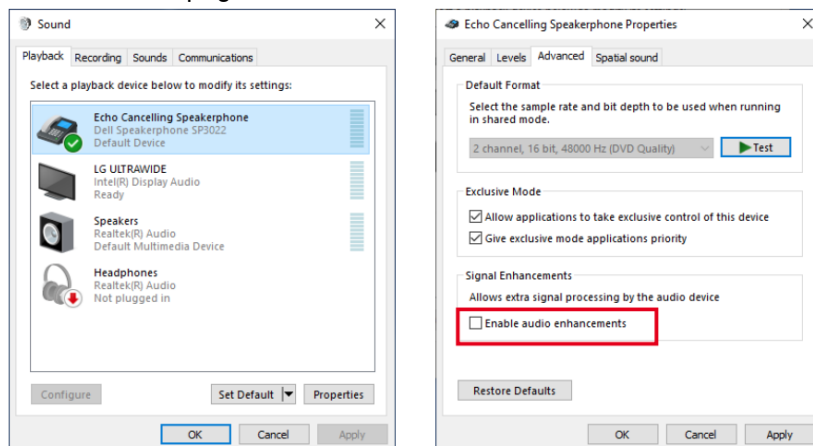 Sound
Playback Recording Sounds Communications
Select a playback device below to modify its settings:
Echo Cancelling Speakerphone
Dell Speakerphone SP3022
Default Device
LG ULTRAWIDE
Intel(R) Display Audio
Ready
Speakers
Realtek(R) Audio
Default Multimedia Device
Headphones
Realtek(R) Audio
Not plugged in
Configure
Set Default
Properties
OK
Cancel
Apply
Echo Cancelling Speakerphone Properties
General Levels Advanced Spatial sound
Default Format
Select the sample rate and bit depth to be used when running
in shared mode.
2 channel, 16 bit, 48000 Hz (DVD Quality)
Test
Exclusive Mode
Allow applications to take exclusive control of this device
Give exclusive mode applications priority
Signal Enhancements
Allows extra signal processing by the audio device
Enable audio enhancements
Restore Defaults
OK
Cancel
Apply